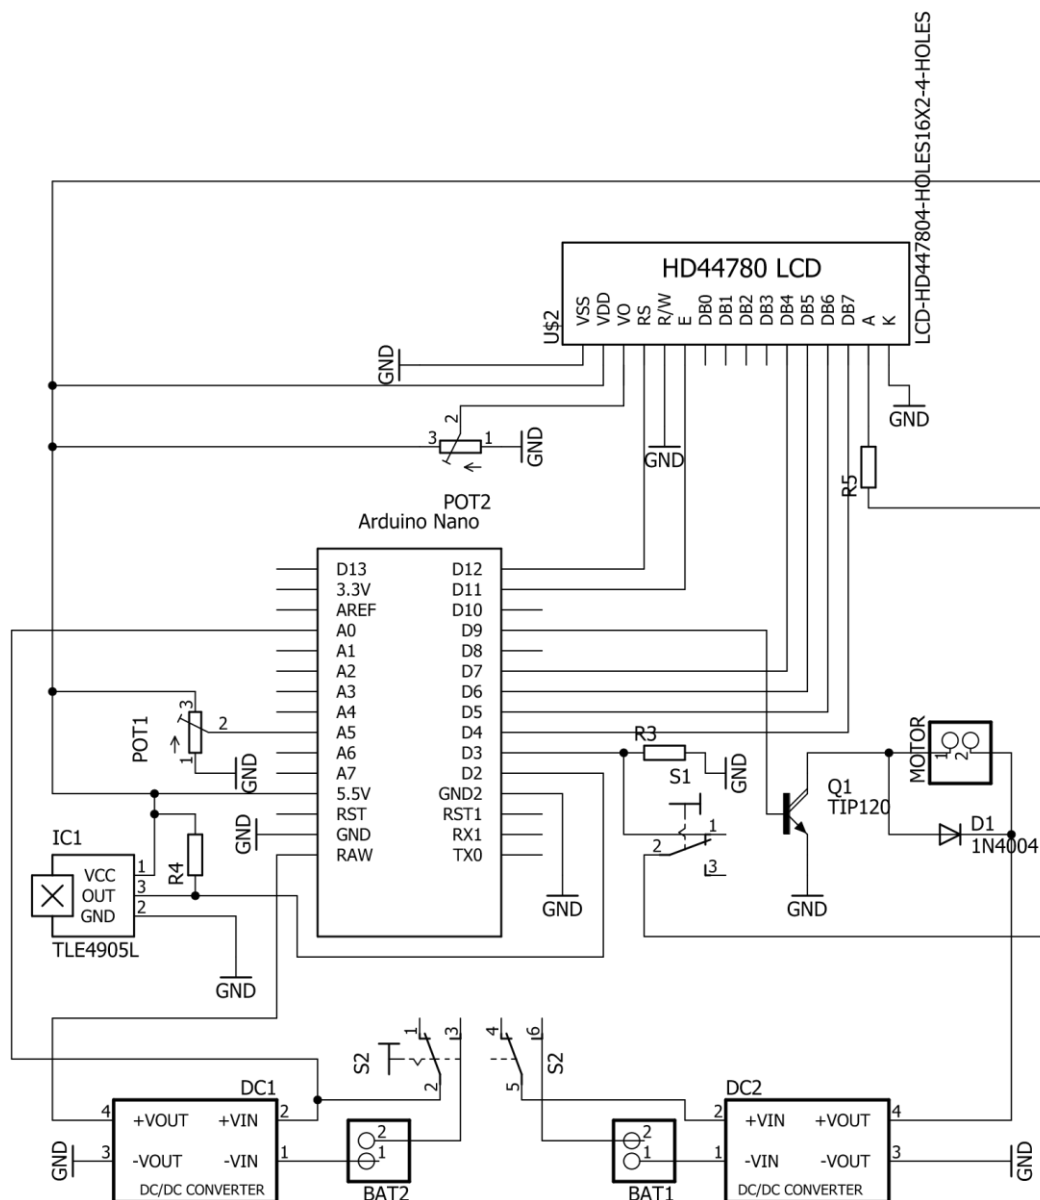 LCD-HD447804-HOLES16X2-4-HOLES
HD44780 LCD
U$2
VSS
VDD
VO
RS
R/W
E
DB0
DB1
DB2
DB3
DB4
DB5
DB6
DB7
A
K
GND
GND
2
3
1
GND
GND
R5
POT2
Arduino Nano
D13
D12
3.3V
D11
AREF
D10
A0
D9
A1
D8
A2
D7
A3
D6
A4
D5
A5
D4
A6
D3
A7
D2
5.5V
GND2
RST
RST1
GND
RX1
RAW
TX0
POT1
3
2
1
GND
GND
R3
GND
S1
1
2
3
MOTOR
1
2
Q1
TIP120
D1
1N4004
GND
GND
IC1
VCC
1
OUT
3
GND
2
TLE4905L
R4
GND
S2
1
3
2
4
6
5
S2
DC1
4
+VOUT
+VIN
2
GND
3
-VOUT
-VIN
1
DC/DC CONVERTER
2
1
BAT2
2
1
BAT1
DC2
2
+VIN
+VOUT
4
1
-VIN
-VOUT
3
GND
DC/DC CONVERTER